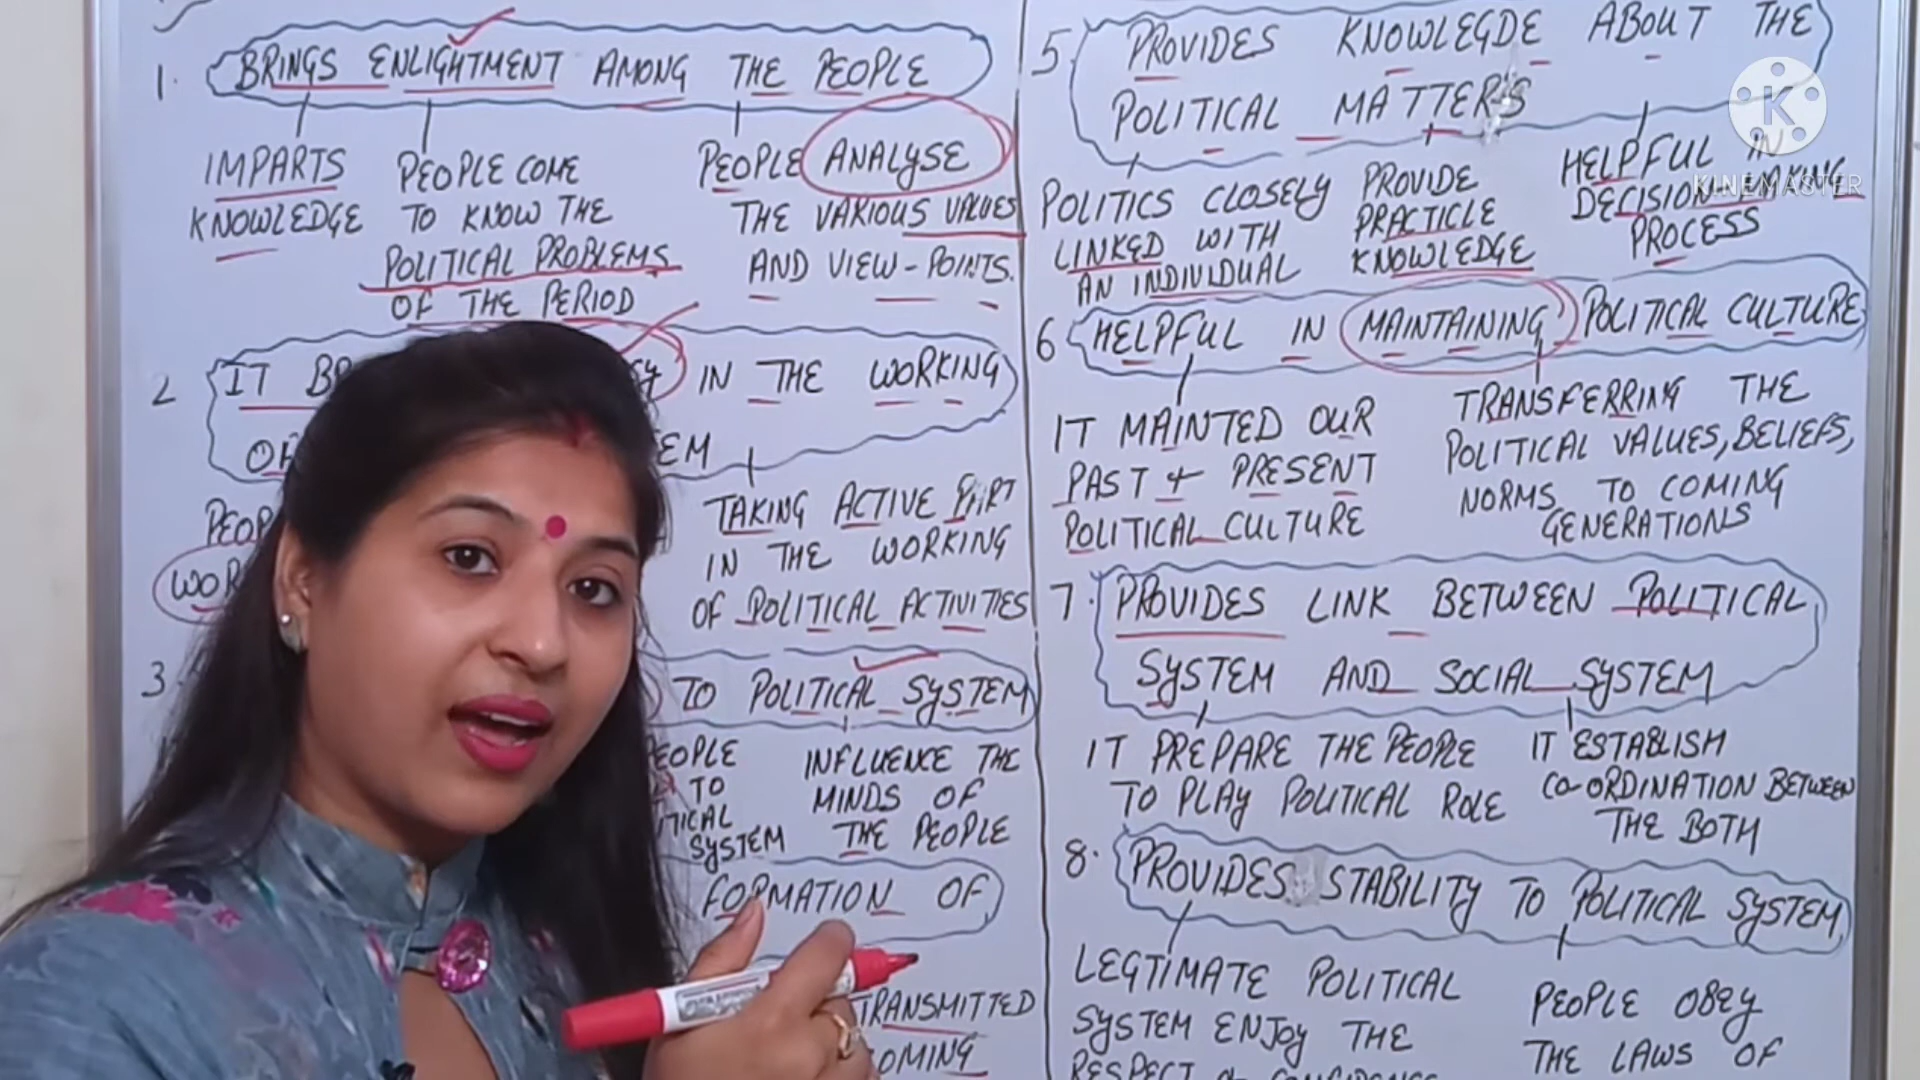 1. BRINGS ENLIGHTMENT AMONG THE PEOPLE
IMPARTS
KNOWLEDGE
PEOPLE COME
TO KNOW THE
POLITICAL PROBLEMS
OF THE PERIOD
PEOPLE ANALYSE
THE VARIOUS VALUES
AND VIEW-POINTS.
2 IT IN THE WORKING
OF
TAKING ACTIVE PART
IN THE WORKING
OF POLITICAL ACTIVITIES
3. TO POLITICAL SYSTEM
TO
SYSTEM
INFLUENCE THE
MINDS OF
THE PEOPLE
FORMATION OF
TRANSMITTED
5. PROVIDES KNOWLEGDE ABOUT THE
POLITICAL MATTERS
POLITICS CLOSELY
LINKED WITH
AN INDIVIDUAL
PROVIDE
PRACTICLE
KNOWLEDGE
HELPFUL IN
DECISION-MAKING
PROCESS
6 HELPFUL IN MAINTAINING POLITICAL CULTURE
IT MAINTED OUR
PAST & PRESENT
POLITICAL CULTURE
TRANSFERRING THE
POLITICAL VALUES, BELIEFS,
NORMS TO COMING
GENERATIONS
7. PROVIDES LINK BETWEEN POLITICAL
SYSTEM AND SOCIAL SYSTEM
IT PREPARE THE PEOPLE
TO PLAY POLITICAL ROLE
IT ESTABLISH
CO-ORDINATION BETWEEN
THE BOTH
8. PROVIDES STABILITY TO POLITICAL SYSTEM
LEGTIMATE POLITICAL
SYSTEM ENJOY THE
RESPECT &
PEOPLE OBEY
THE LAWS OF
K
KINEMASTER